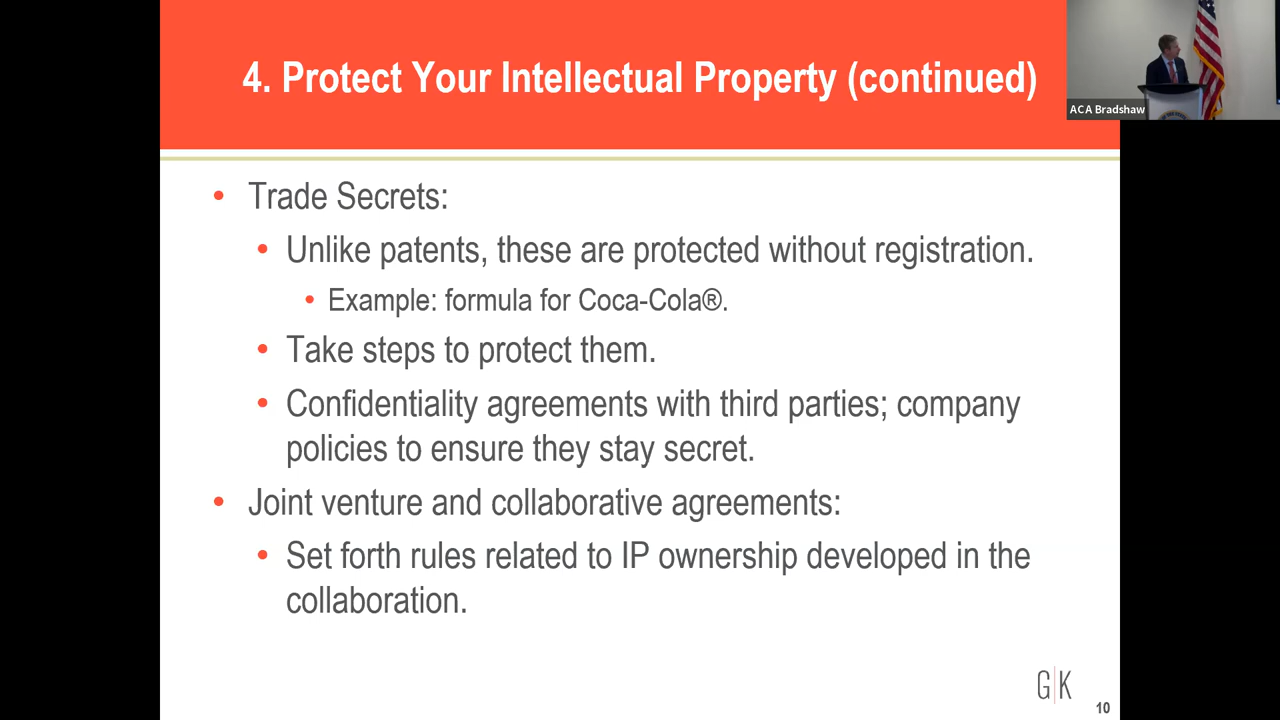 4. Protect Your Intellectual Property (continued)
ACA Bradshaw
• Trade Secrets:
• Unlike patents, these are protected without registration.
• Example: formula for Coca-Cola®.
• Take steps to protect them.
• Confidentiality agreements with third parties; company
policies to ensure they stay secret.
• Joint venture and collaborative agreements:
• Set forth rules related to IP ownership developed in the
collaboration.
G|K
10